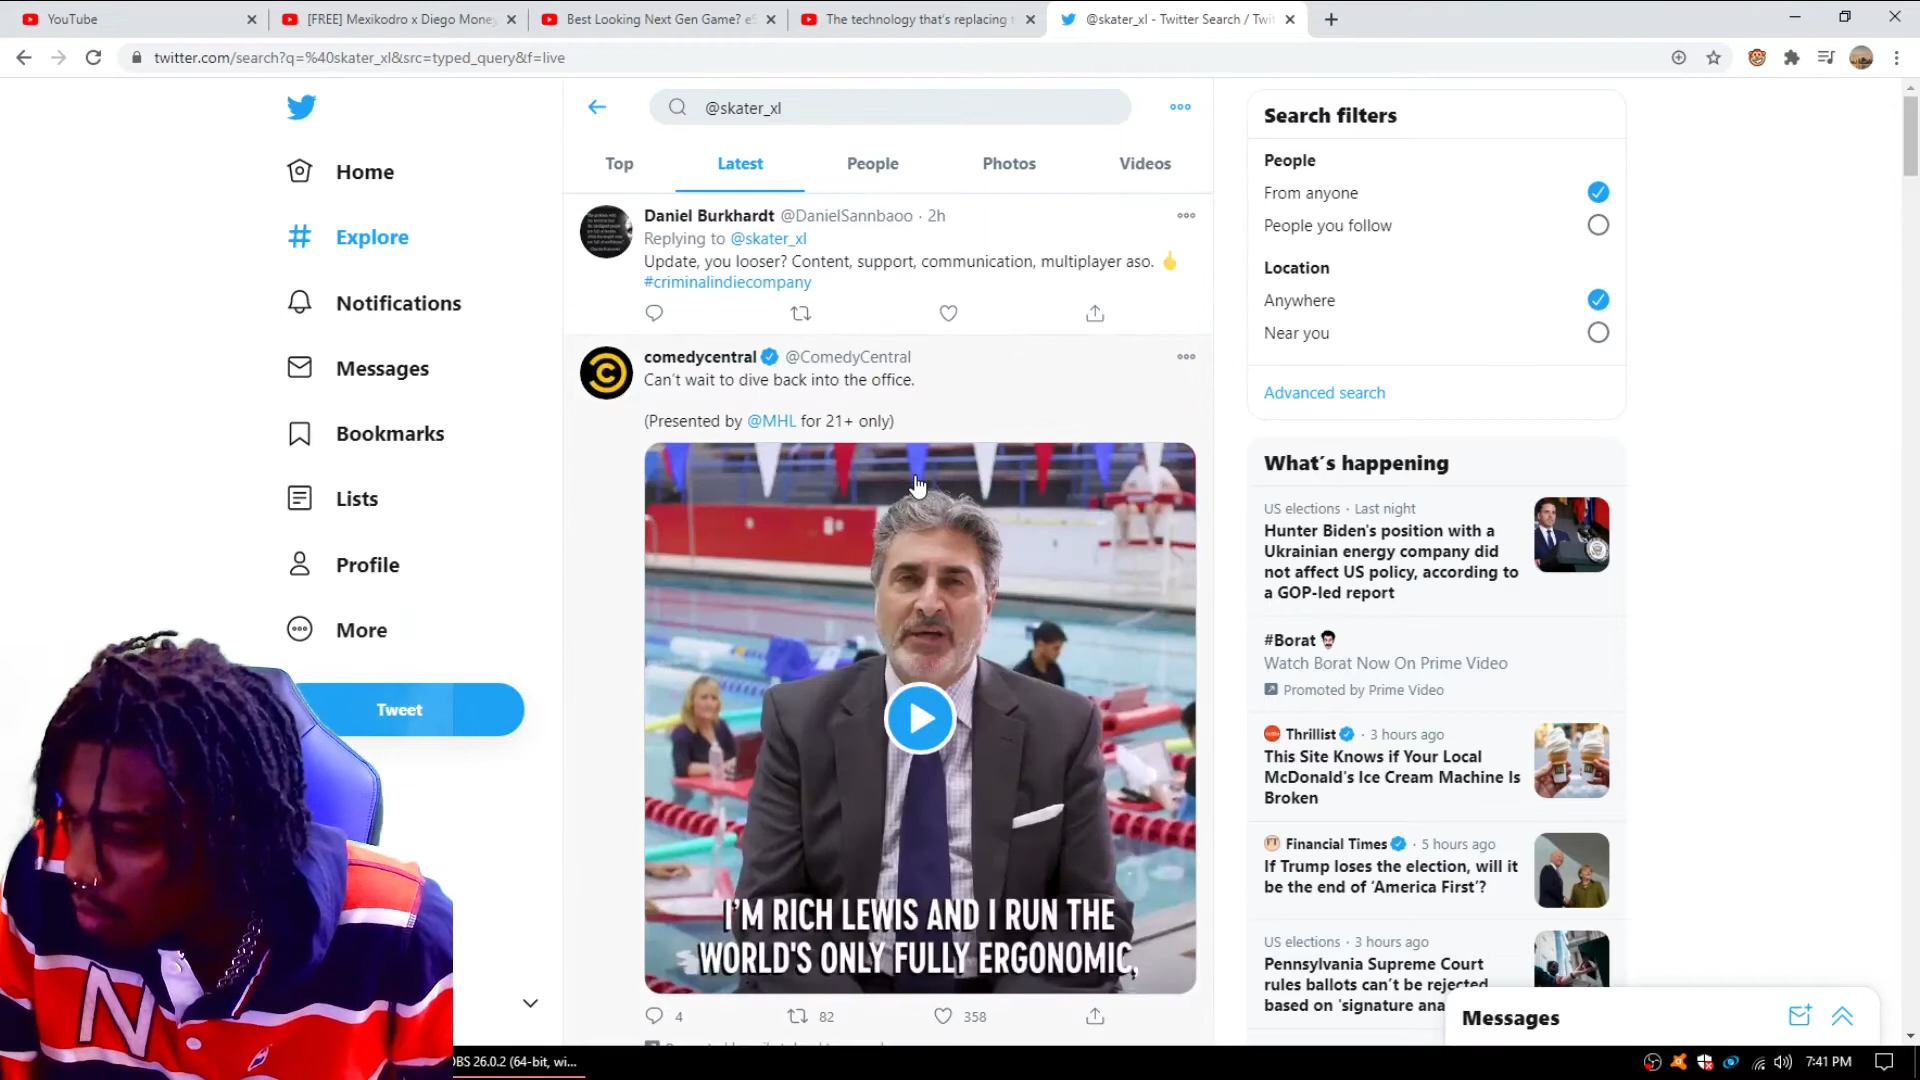 YouTube
[FREE] Mexikodro x Diego Money
Best Looking Next Gen Game? eS
The technology that's replacing t
@skater_xl - Twitter Search / Twit
twitter.com/search?q=%40skater_xl&src=typed_query&f=live
Home
Explore
Notifications
Messages
Bookmarks
Lists
Profile
More
Tweet
@skater_xl
Top
Latest
People
Photos
Videos
Daniel Burkhardt @DanielSannbaoo · 2h
Replying to @skater_xl
Update, you looser? Content, support, communication, multiplayer aso. 🖕
#criminalindiecompany
comedycentral @ComedyCentral
Can't wait to dive back into the office.
(Presented by @MHL for 21+ only)
I'M RICH LEWIS AND I RUN THE
WORLD'S ONLY FULLY ERGONOMIC,
4
82
358
Search filters
People
From anyone
People you follow
Location
Anywhere
Near you
Advanced search
What's happening
US elections · Last night
Hunter Biden's position with a
Ukrainian energy company did
not affect US policy, according to
a GOP-led report
#Borat
Watch Borat Now On Prime Video
Promoted by Prime Video
Thrillist · 3 hours ago
This Site Knows if Your Local
McDonald's Ice Cream Machine Is
Broken
Financial Times · 5 hours ago
If Trump loses the election, will it
be the end of 'America First'?
US elections · 3 hours ago
Pennsylvania Supreme Court
rules ballots can't be rejected
based on 'signature ana
Messages
N
OBS 26.0.2 (64-bit, wi...
7:41 PM